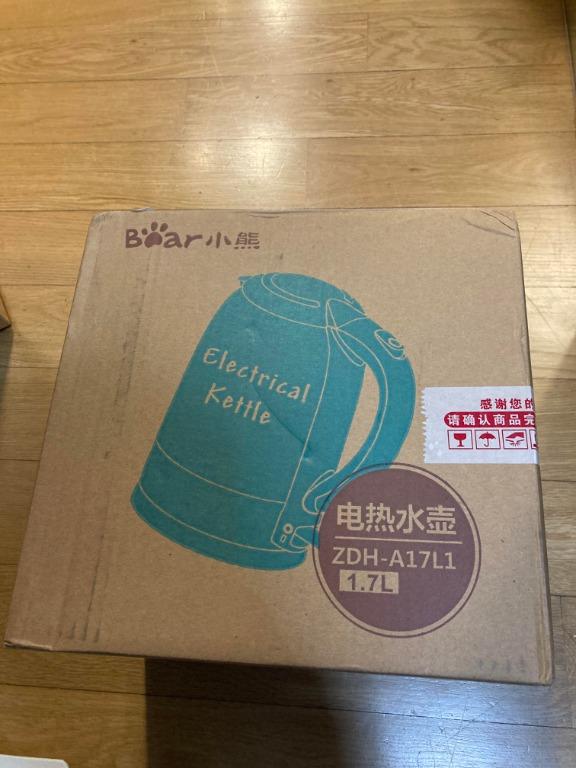 Bear小熊
Electrical
Kettle
感谢您的
请确认商品完
电热水壶
ZDH-A17L1
1.7L